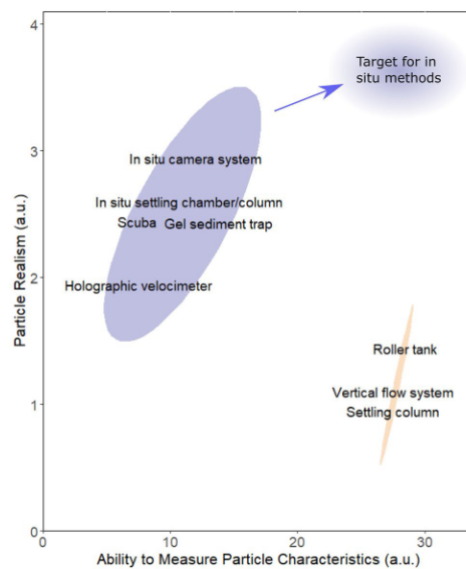 4
Target for in
situ methods
3
In situ camera system
In situ settling chamber/column
Scuba Gel sediment trap
2
Holographic velocimeter
Roller tank
1
Vertical flow system
Settling column
0
0 10 20 30
Ability to Measure Particle Characteristics (a.u.)
Particle Realism (a.u.)